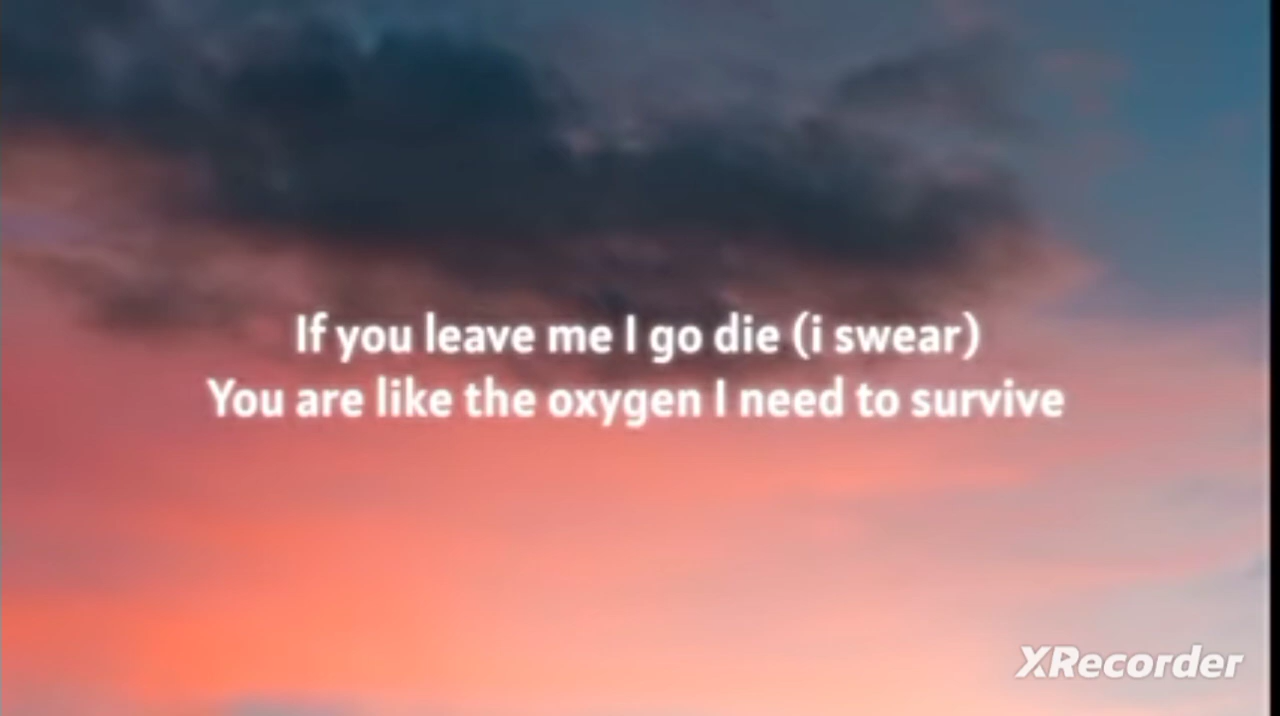 If you leave me I go die (i swear)
You are like the oxygen I need to survive
XRecorder